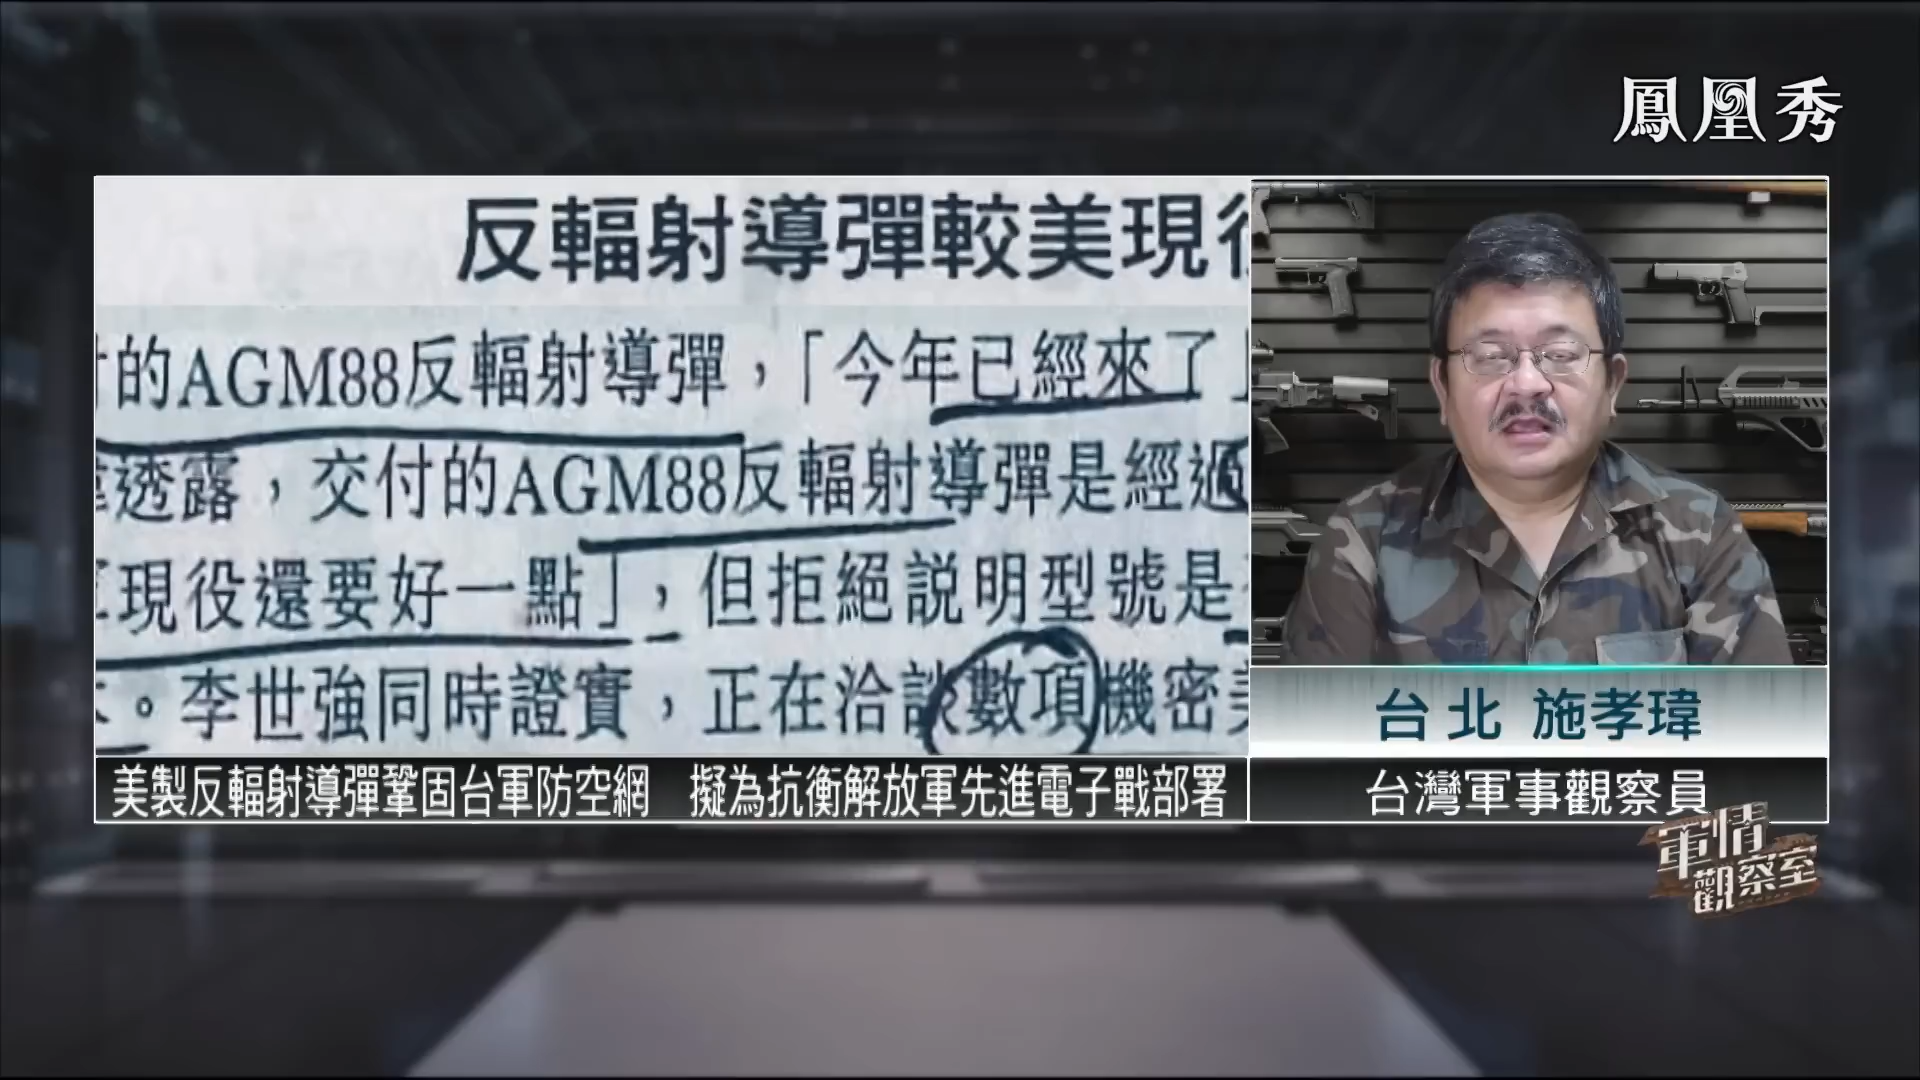 鳳凰秀
反輻射導彈較美現
的AGM88反輻射導彈，「今年已經來了」
透露，交付的AGM88反輻射導彈是經過
現役還要好一點」，但拒絕説明型號是
。李世強同時證實，正在洽談數項機密
美製反輻射導彈鞏固台軍防空網 擬為抗衡解放軍先進電子戰部署
台北 施孝瑋
台灣軍事觀察員
軍情
觀察室